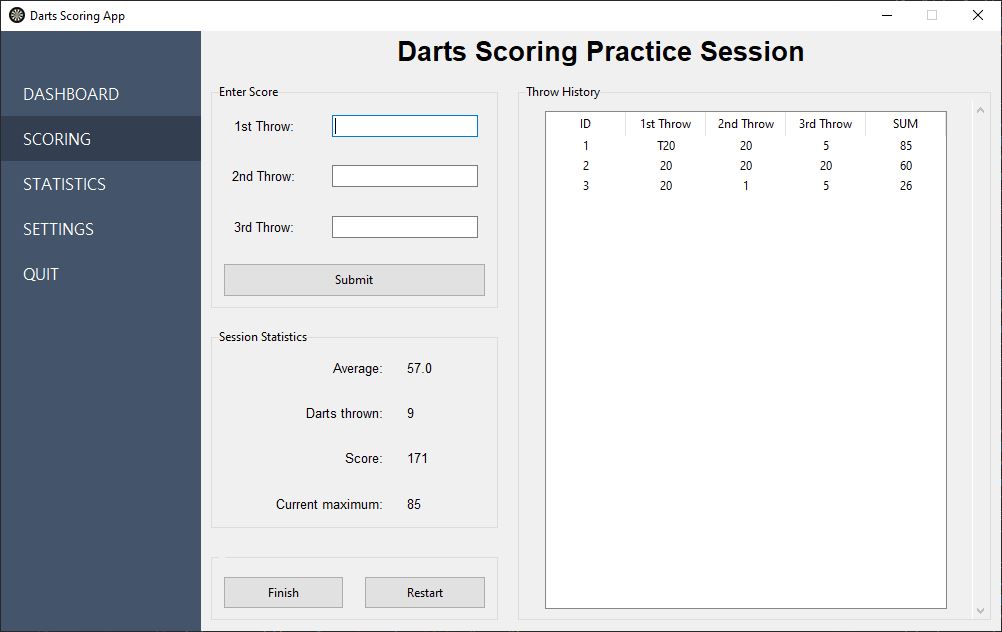 Darts Scoring App
DASHBOARD
SCORING
STATISTICS
SETTINGS
QUIT
Darts Scoring Practice Session
Enter Score
1st Throw:
2nd Throw:
3rd Throw:
Submit
Session Statistics
Average: 57.0
Darts thrown: 9
Score: 171
Current maximum: 85
Finish Restart
Throw History
ID 1st Throw 2nd Throw 3rd Throw SUM
1 T20 20 5 85
2 20 20 20 60
3 20 1 5 26